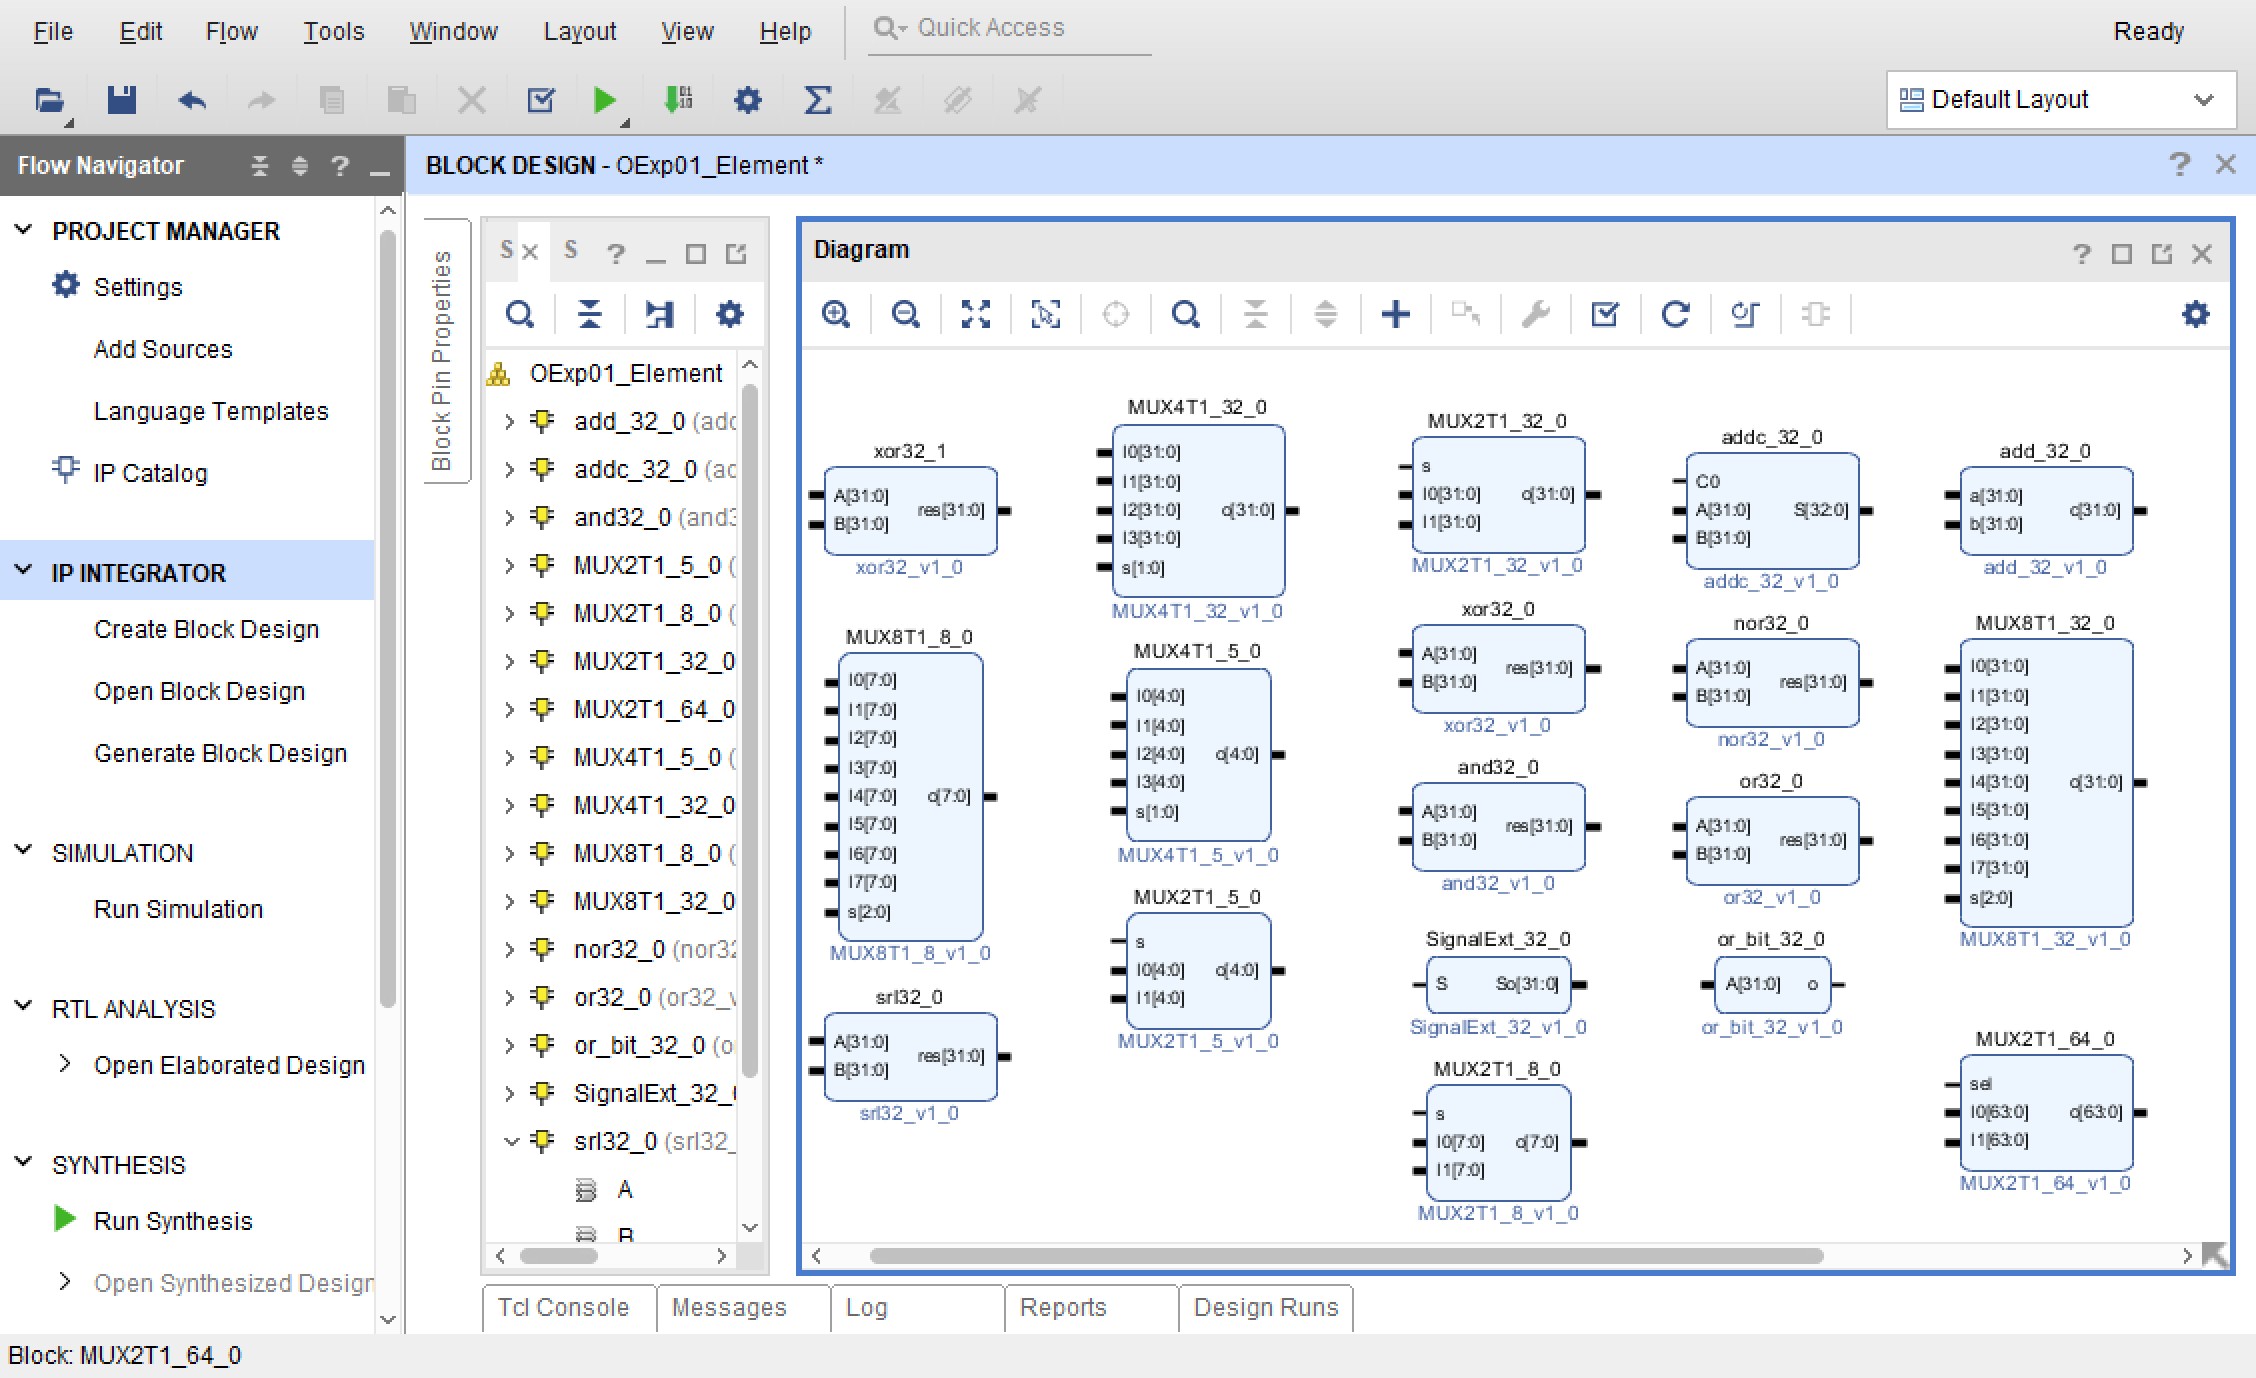 File Edit Flow Tools Window Layout View Help Quick Access Ready
Default Layout
Flow Navigator
BLOCK DESIGN - OExp01_Element *
PROJECT MANAGER
Settings
Add Sources
Language Templates
IP Catalog
IP INTEGRATOR
Create Block Design
Open Block Design
Generate Block Design
SIMULATION
Run Simulation
RTL ANALYSIS
Open Elaborated Design
SYNTHESIS
Run Synthesis
Open Synthesized Design
Block Pin Properties
S S
OExp01_Element
add_32_0 (add
addc_32_0 (ac
and32_0 (and3
MUX2T1_5_0 (
MUX2T1_8_0 (
MUX2T1_32_0
MUX2T1_64_0
MUX4T1_5_0 (
MUX4T1_32_0
MUX8T1_8_0 (
MUX8T1_32_0
nor32_0 (nor32
or32_0 (or32_v
or_bit_32_0 (o
SignalExt_32_
srl32_0 (srl32_
A
B
Diagram
xor32_1
A[31:0]
B[31:0]
res[31:0]
xor32_v1_0
MUX8T1_8_0
I0[7:0]
I1[7:0]
I2[7:0]
I3[7:0]
I4[7:0]
I5[7:0]
I6[7:0]
I7[7:0]
s[2:0]
o[7:0]
MUX8T1_8_v1_0
srl32_0
A[31:0]
B[31:0]
res[31:0]
srl32_v1_0
MUX4T1_32_0
I0[31:0]
I1[31:0]
I2[31:0]
I3[31:0]
s[1:0]
o[31:0]
MUX4T1_32_v1_0
MUX4T1_5_0
I0[4:0]
I1[4:0]
I2[4:0]
I3[4:0]
s[1:0]
o[4:0]
MUX4T1_5_v1_0
MUX2T1_5_0
s
I0[4:0]
I1[4:0]
o[4:0]
MUX2T1_5_v1_0
MUX2T1_32_0
s
I0[31:0]
I1[31:0]
o[31:0]
MUX2T1_32_v1_0
xor32_0
A[31:0]
B[31:0]
res[31:0]
xor32_v1_0
and32_0
A[31:0]
B[31:0]
res[31:0]
and32_v1_0
SignalExt_32_0
S
So[31:0]
SignalExt_32_v1_0
MUX2T1_8_0
s
I0[7:0]
I1[7:0]
o[7:0]
MUX2T1_8_v1_0
addc_32_0
C0
A[31:0]
B[31:0]
S[32:0]
addc_32_v1_0
nor32_0
A[31:0]
B[31:0]
res[31:0]
nor32_v1_0
or32_0
A[31:0]
B[31:0]
res[31:0]
or32_v1_0
or_bit_32_0
A[31:0]
o
or_bit_32_v1_0
add_32_0
a[31:0]
b[31:0]
c[31:0]
add_32_v1_0
MUX8T1_32_0
I0[31:0]
I1[31:0]
I2[31:0]
I3[31:0]
I4[31:0]
I5[31:0]
I6[31:0]
I7[31:0]
s[2:0]
o[31:0]
MUX8T1_32_v1_0
MUX2T1_64_0
sel
I0[63:0]
I1[63:0]
o[63:0]
MUX2T1_64_v1_0
Tcl Console Messages Log Reports Design Runs
Block: MUX2T1_64_0